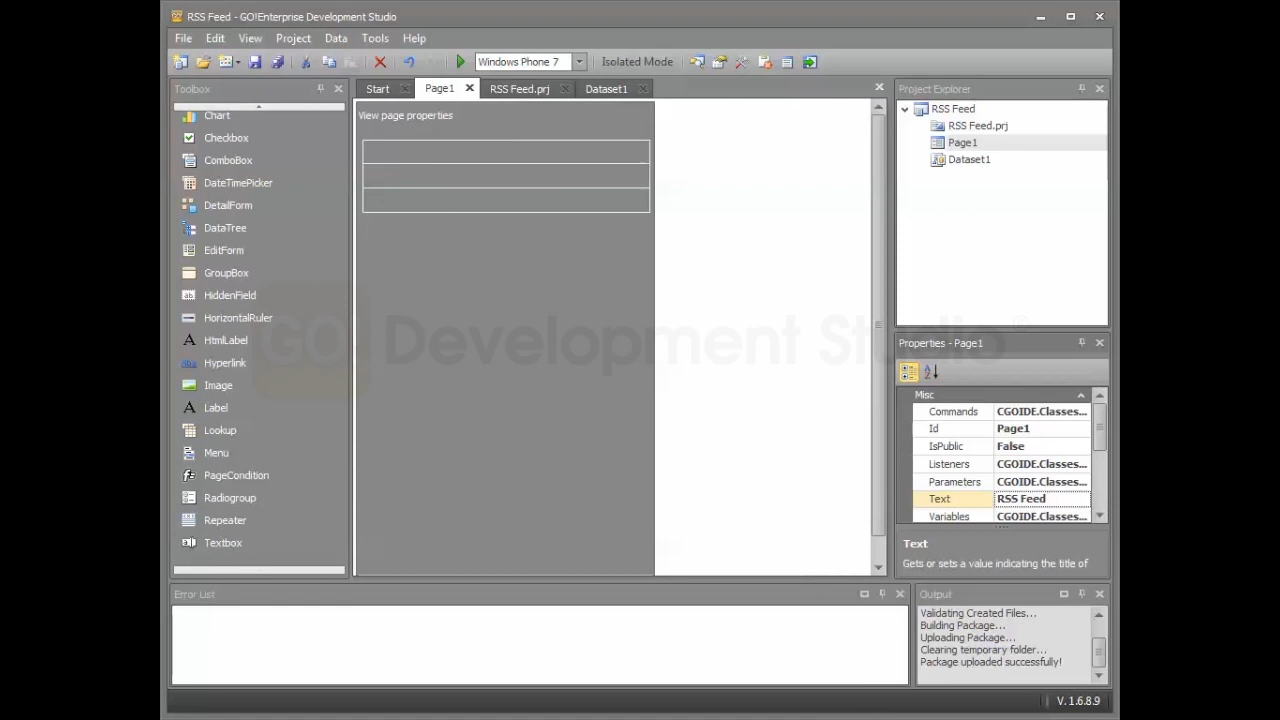 RSS Feed - GO!Enterprise Development Studio
File Edit View Project Data Tools Help
Windows Phone 7 Isolated Mode
Toolbox
Chart
Checkbox
ComboBox
DateTimePicker
DetailForm
DataTree
EditForm
GroupBox
HiddenField
HorizontalRuler
HtmlLabel
Hyperlink
Image
Label
Lookup
Menu
PageCondition
Radiogroup
Repeater
Textbox
Start Page1 RSS Feed.prj Dataset1
View page properties
GO! Development Studio®
Project Explorer
RSS Feed
RSS Feed.prj
Page1
Dataset1
Properties - Page1
Misc
Commands CGOIDE.Classes...
Id Page1
IsPublic False
Listeners CGOIDE.Classes...
Parameters CGOIDE.Classes...
Text RSS Feed
Variables CGOIDE.Classes...
Text
Gets or sets a value indicating the title of
Error List
Output
Validating Created Files...
Building Package...
Uploading Package...
Clearing temporary folder...
Package uploaded successfully!
V. 1.6.8.9